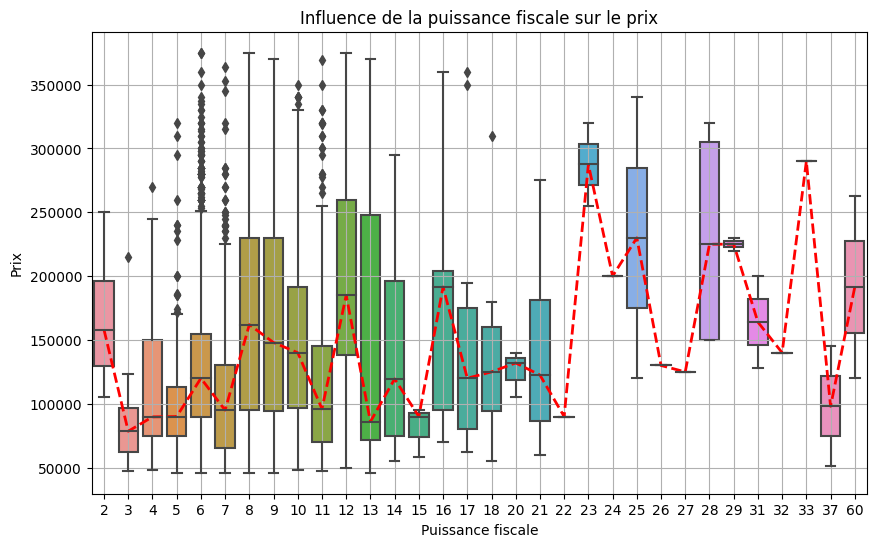 Influence de la puissance fiscale sur le prix
350000
300000
250000
200000
150000
100000
50000
Prix
2 3 4 5 6 7 8 9 10 11 12 13 14 15 16 17 18 20 21 22 23 24 25 26 27 28 29 31 32 33 37 60
Puissance fiscale